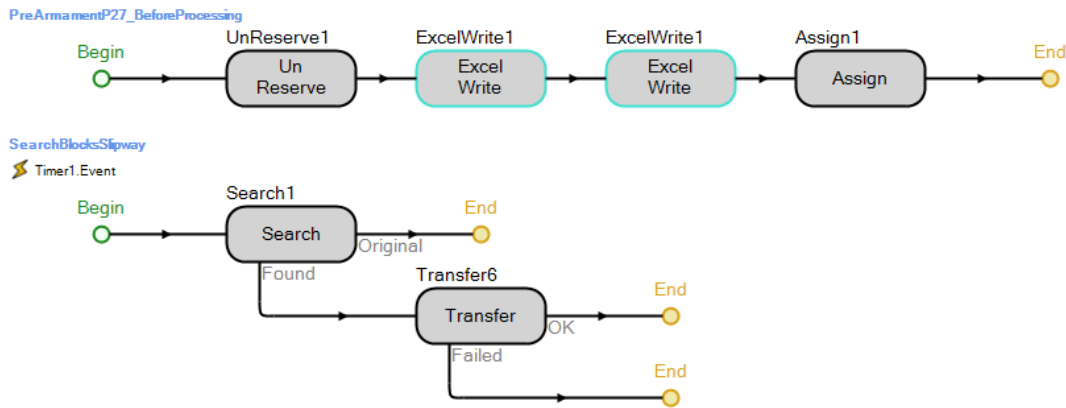 PreArmamentP27_BeforeProcessing
Begin
UnReserve1
Un
Reserve
ExcelWrite1
Excel
Write
ExcelWrite1
Excel
Write
Assign1
Assign
End
SearchBlocksSlipway
Timer1.Event
Begin
Search1
Search
Original
End
Found
Transfer6
Transfer
OK
End
Failed
End